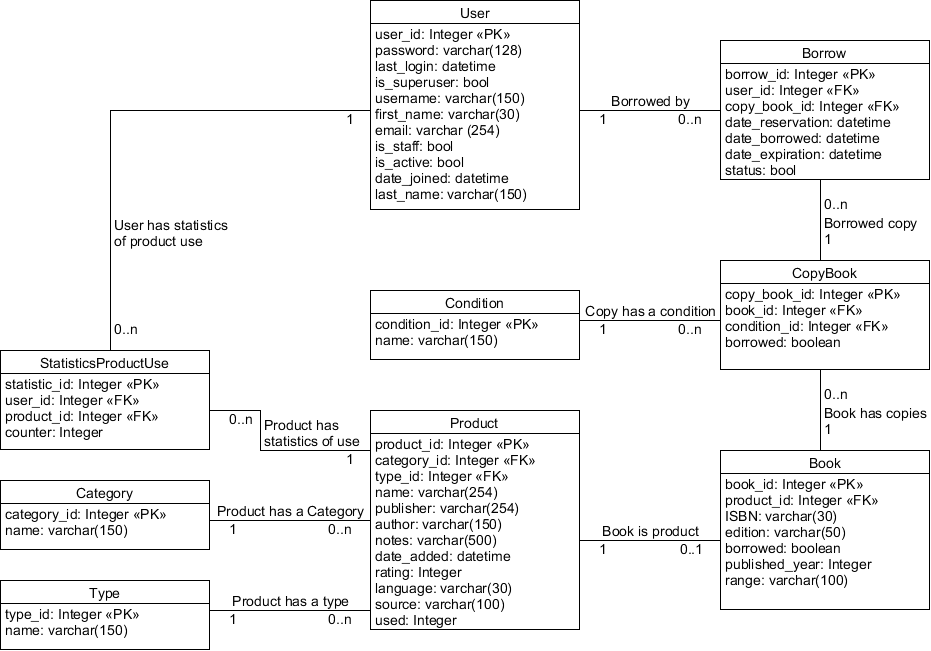 User
user_id: Integer «PK»
password: varchar(128)
last_login: datetime
is_superuser: bool
username: varchar(150)
first_name: varchar(30)
email: varchar (254)
is_staff: bool
is_active: bool
date_joined: datetime
last_name: varchar(150)
Borrowed by
1
0..n
Borrow
borrow_id: Integer «PK»
user_id: Integer «FK»
copy_book_id: Integer «FK»
date_reservation: datetime
date_borrowed: datetime
date_expiration: datetime
status: bool
1
User has statistics
of product use
0..n
0..n
Borrowed copy
1
Condition
condition_id: Integer «PK»
name: varchar(150)
Copy has a condition
1
0..n
CopyBook
copy_book_id: Integer «PK»
book_id: Integer «FK»
condition_id: Integer «FK»
borrowed: boolean
StatisticsProductUse
statistic_id: Integer «PK»
user_id: Integer «FK»
product_id: Integer «FK»
counter: Integer
0..n
Product has
statistics of use
1
0..n
Book has copies
1
Product
product_id: Integer «PK»
category_id: Integer «FK»
type_id: Integer «FK»
name: varchar(254)
publisher: varchar(254)
author: varchar(150)
notes: varchar(500)
date_added: datetime
rating: Integer
language: varchar(30)
source: varchar(100)
used: Integer
Book is product
1
0..1
Book
book_id: Integer «PK»
product_id: Integer «FK»
ISBN: varchar(30)
edition: varchar(50)
borrowed: boolean
published_year: Integer
range: varchar(100)
Category
category_id: Integer «PK»
name: varchar(150)
Product has a Category
1
0..n
Type
type_id: Integer «PK»
name: varchar(150)
Product has a type
1
0..n